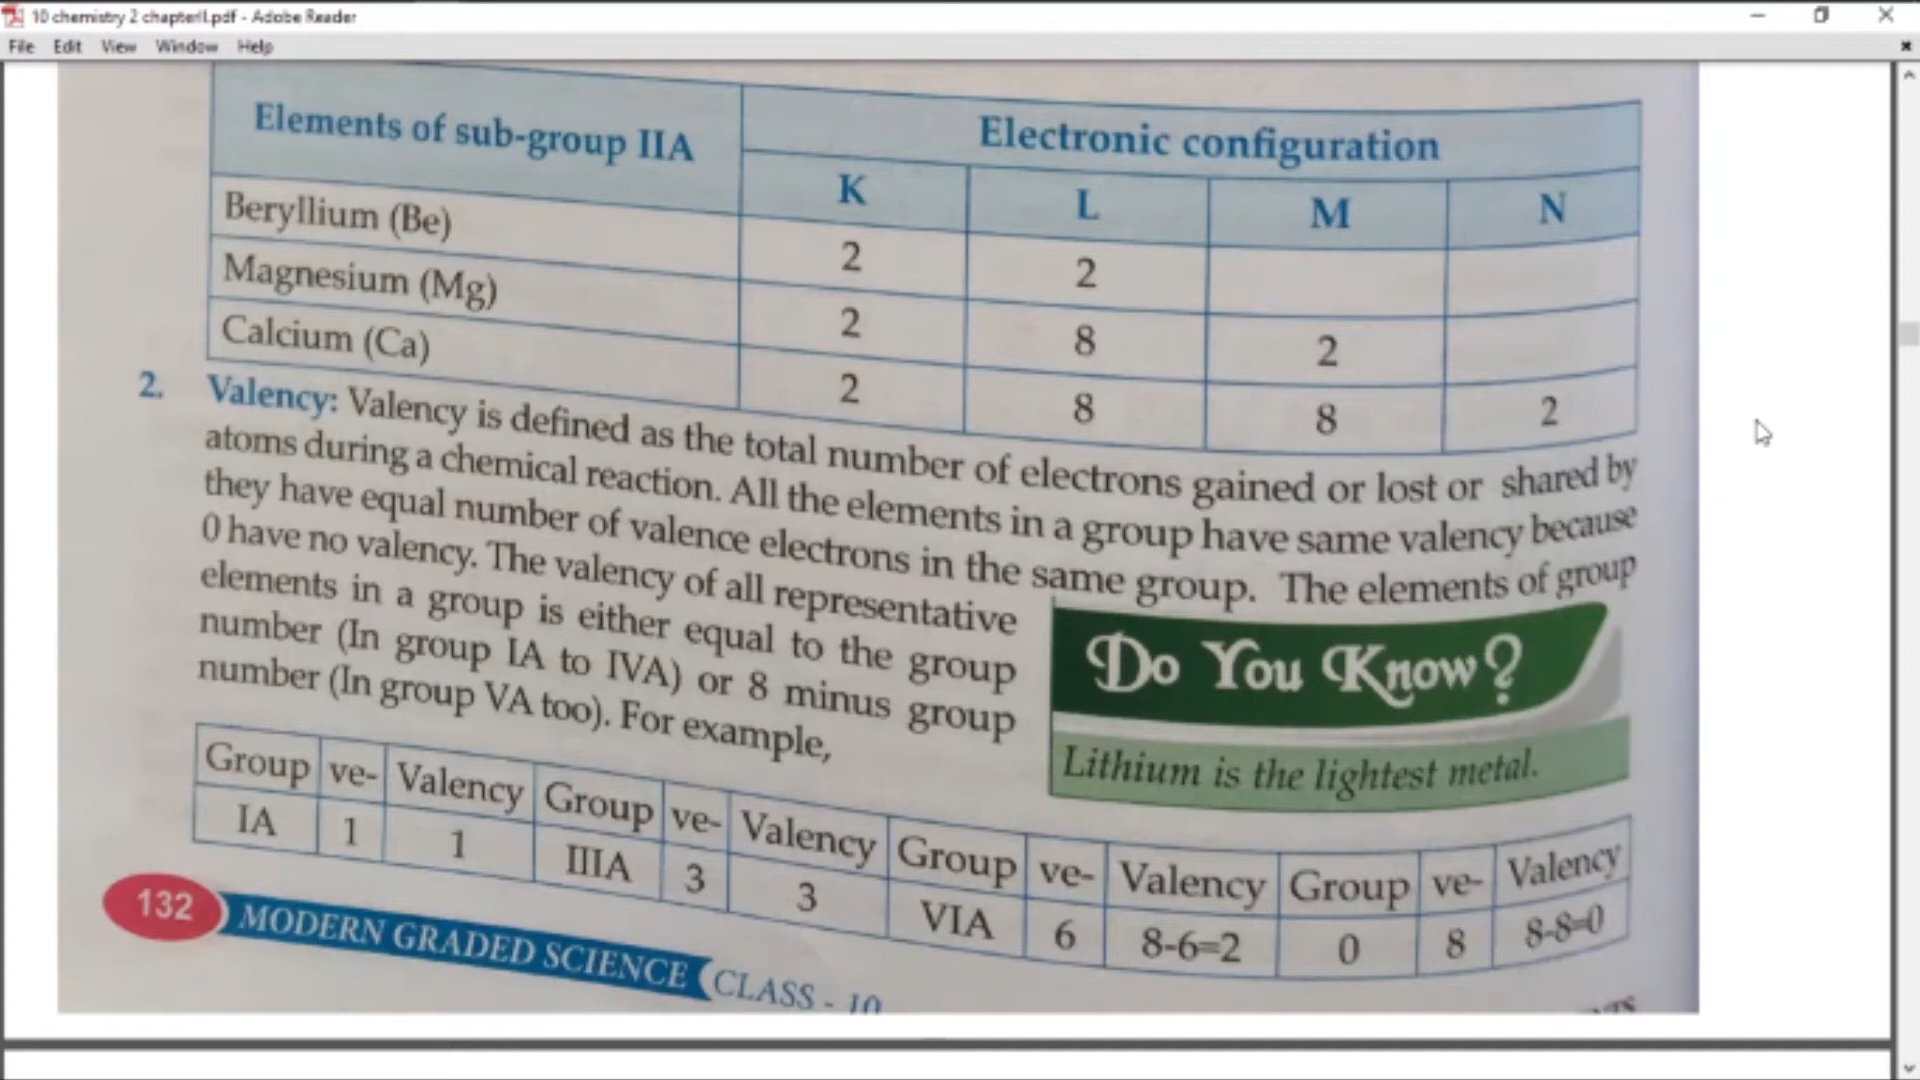 10 chemistry 2 chapterII.pdf - Adobe Reader
File Edit View Window Help
Elements of sub-group IIA Electronic configuration
K L M N
Beryllium (Be) 2 2
Magnesium (Mg) 2 8 2
Calcium (Ca) 2 8 8 2
2. Valency: Valency is defined as the total number of electrons gained or lost or shared by
atoms during a chemical reaction. All the elements in a group have same valency because
they have equal number of valence electrons in the same group. The elements of group
0 have no valency. The valency of all representative
elements in a group is either equal to the group
number (In group IA to IVA) or 8 minus group
number (In group VA too). For example,
Do You Know?
Lithium is the lightest metal.
Group ve- Valency Group ve- Valency Group ve- Valency Group ve- Valency
IA 1 1 IIIA 3 3 VIA 6 8-6=2 0 8 8-8=0
132 MODERN GRADED SCIENCE CLASS - 10